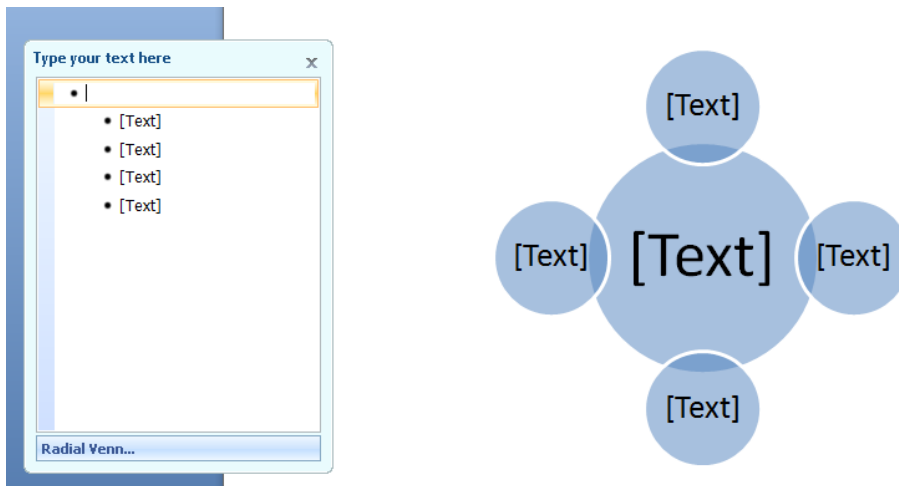 Type your text here
x
[Text]
[Text]
[Text]
[Text]
Radial Venn...
[Text]
[Text] [Text] [Text]
[Text]